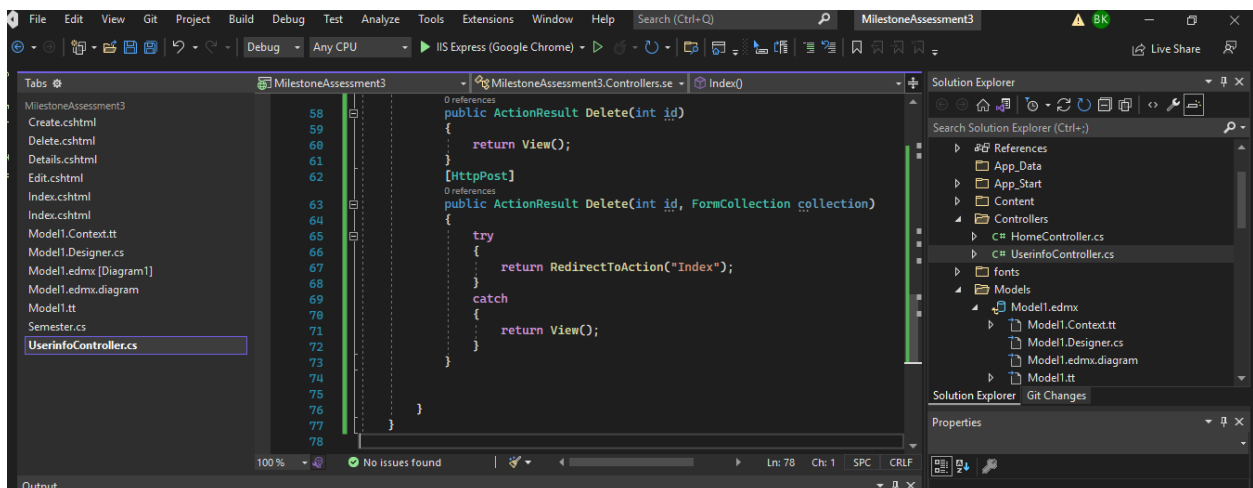 File Edit View Git Project Build Debug Test Analyze Tools Extensions Window Help Search (Ctrl+Q) MilestoneAssessment3 BK
Debug Any CPU IIS Express (Google Chrome) Live Share
Tabs
MilestoneAssessment3
Create.cshtml
Delete.cshtml
Details.cshtml
Edit.cshtml
Index.cshtml
Index.cshtml
Model1.Context.tt
Model1.Designer.cs
Model1.edmx [Diagram1]
Model1.edmx.diagram
Model1.tt
Semester.cs
UserinfoController.cs
MilestoneAssessment3 MilestoneAssessment3.Controllers.se Index()
0 references
58 public ActionResult Delete(int id)
59 {
60 return View();
61 }
62 [HttpPost]
0 references
63 public ActionResult Delete(int id, FormCollection collection)
64 {
65 try
66 {
67 return RedirectToAction("Index");
68 }
69 catch
70 {
71 return View();
72 }
73 }
74
75
76 }
77 }
78
100 % No issues found Ln: 78 Ch: 1 SPC CRLF
Output
Solution Explorer
Search Solution Explorer (Ctrl+;)
References
App_Data
App_Start
Content
Controllers
C# HomeController.cs
C# UserinfoController.cs
fonts
Models
Model1.edmx
Model1.Context.tt
Model1.Designer.cs
Model1.edmx.diagram
Model1.tt
Solution Explorer Git Changes
Properties